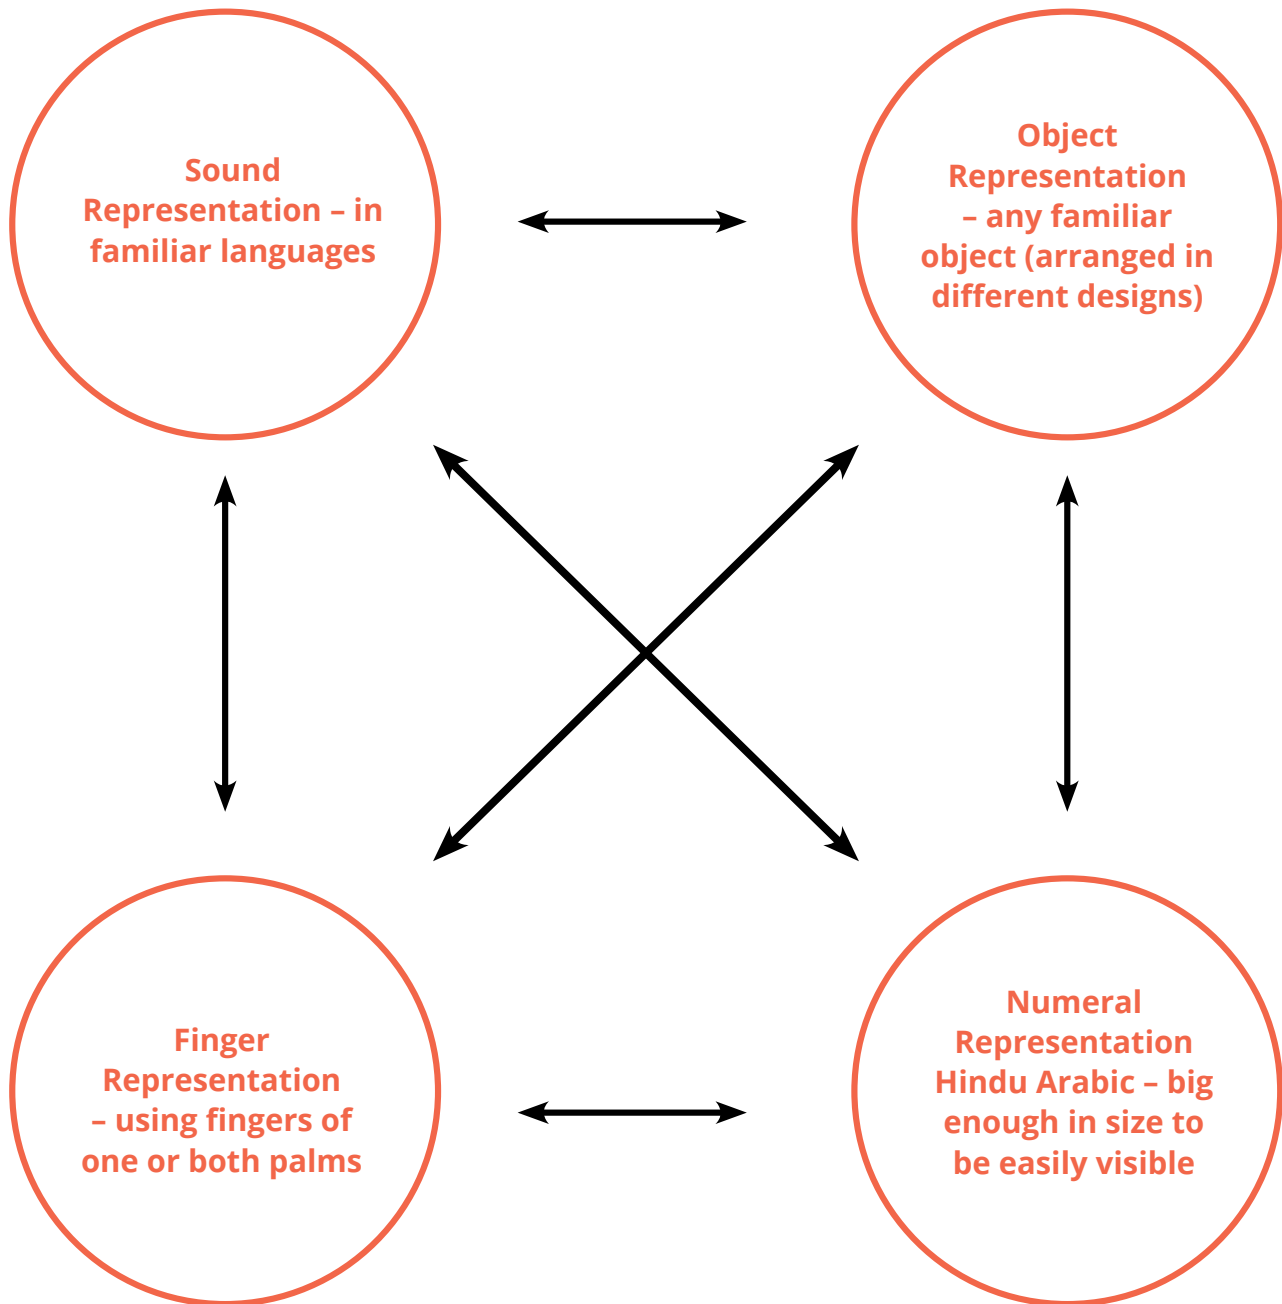 Sound
Representation – in
familiar languages
Object
Representation
– any familiar
object (arranged in
different designs)
Finger
Representation
– using fingers of
one or both palms
Numeral
Representation
Hindu Arabic – big
enough in size to
be easily visible